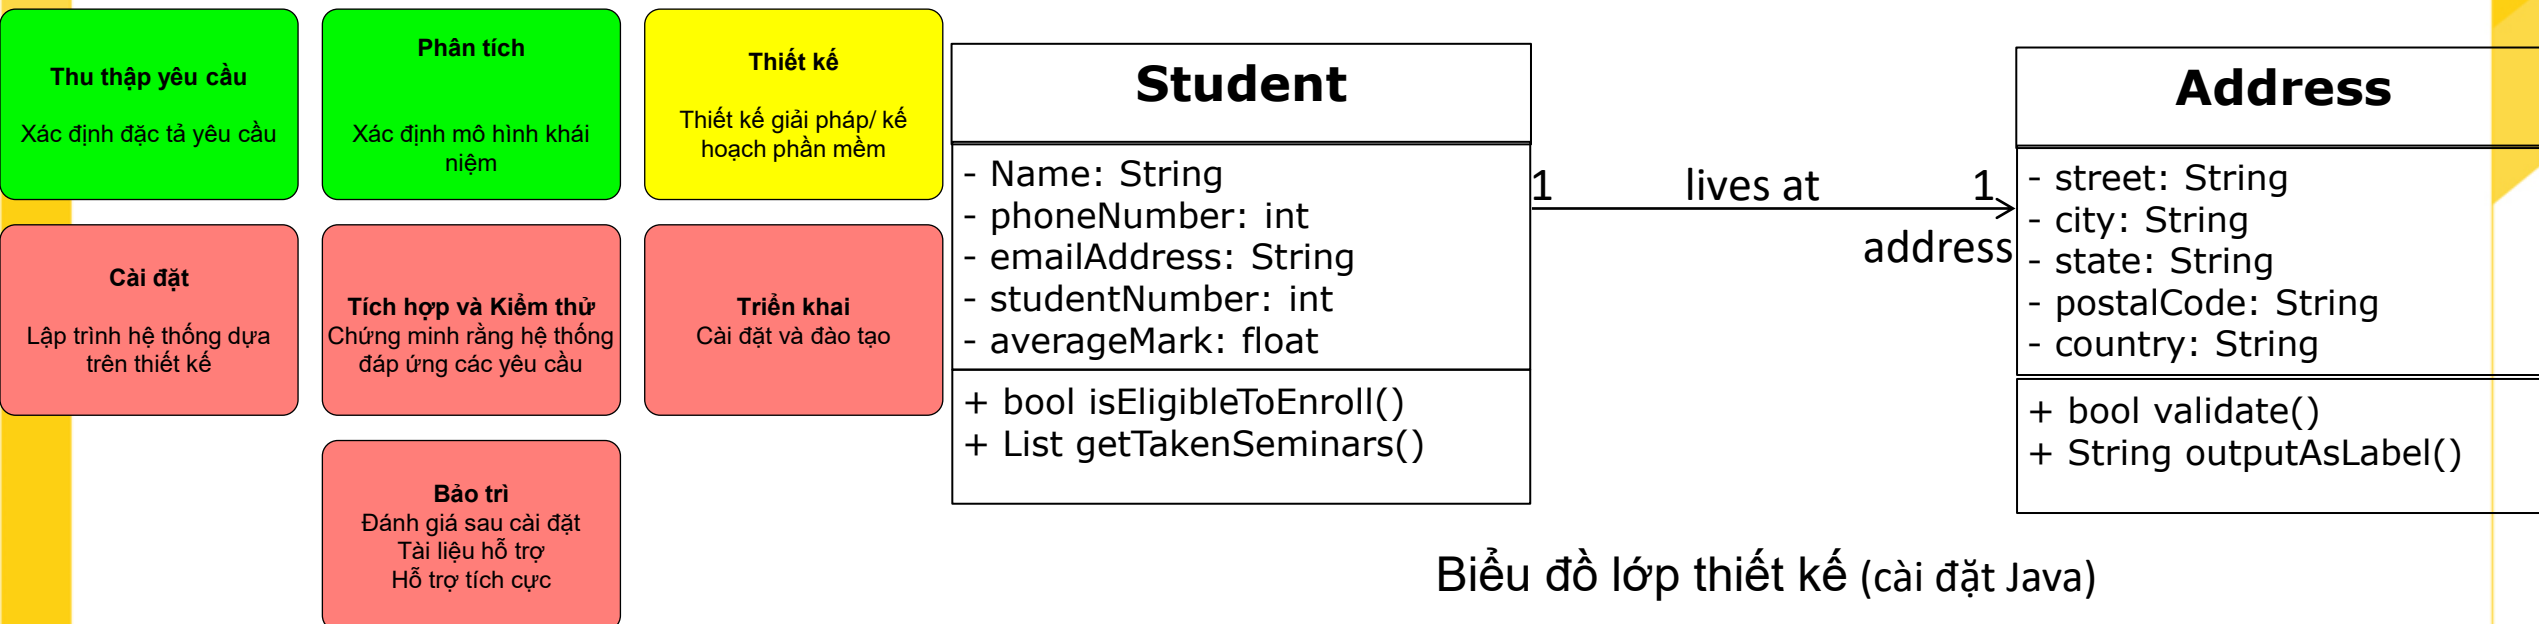 Thu thập yêu cầu
Xác định đặc tả yêu cầu
Phân tích
Xác định mô hình khái
niệm
Thiết kế
Thiết kế giải pháp/ kế
hoạch phần mềm
Cài đặt
Lập trình hệ thống dựa
trên thiết kế
Tích hợp và Kiểm thử
Chứng minh rằng hệ thống
đáp ứng các yêu cầu
Triển khai
Cài đặt và đào tạo
Bảo trì
Đánh giá sau cài đặt
Tài liệu hỗ trợ
Hỗ trợ tích cực
Student
- Name: String
- phoneNumber: int
- emailAddress: String
- studentNumber: int
- averageMark: float
+ bool isEligibleToEnroll()
+ List getTakenSeminars()
1 lives at 1
address
Address
- street: String
- city: String
- state: String
- postalCode: String
- country: String
+ bool validate()
+ String outputAsLabel()
Biểu đồ lớp thiết kế (cài đặt Java)